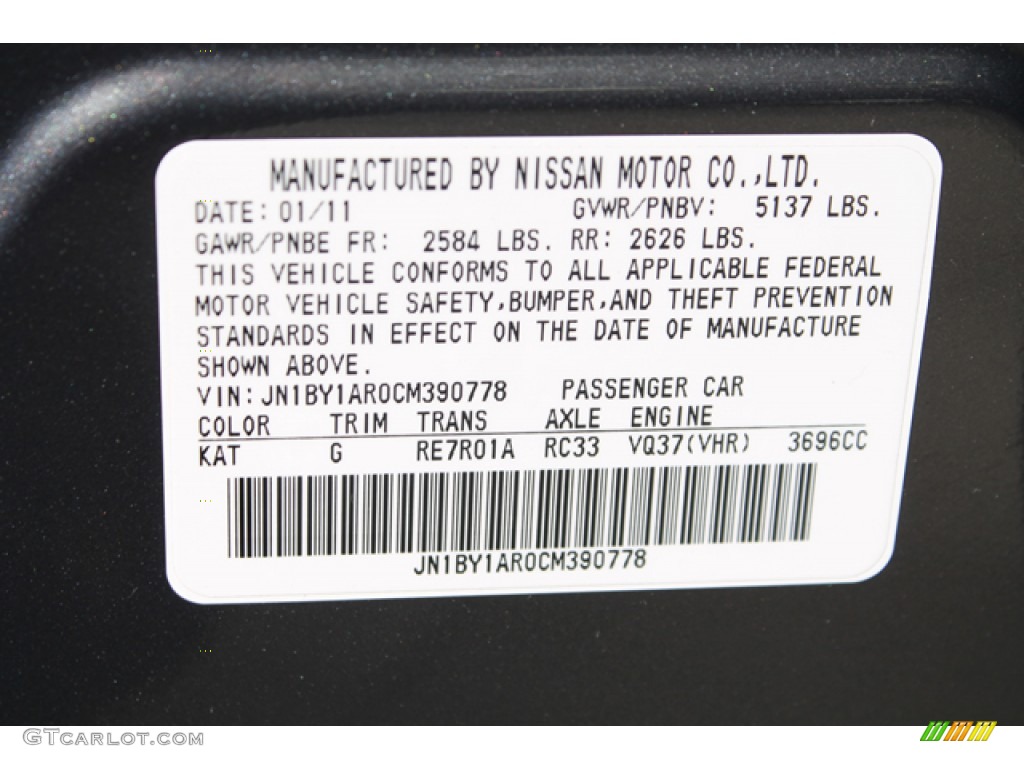 MANUFACTURED BY NISSAN MOTOR CO.,LTD.
DATE: 01/11 GVWR/PNBV: 5137 LBS.
GAWR/PNBE FR: 2584 LBS. RR: 2626 LBS.
THIS VEHICLE CONFORMS TO ALL APPLICABLE FEDERAL
MOTOR VEHICLE SAFETY,BUMPER,AND THEFT PREVENTION
STANDARDS IN EFFECT ON THE DATE OF MANUFACTURE
SHOWN ABOVE.
VIN:JN1BY1AR0CM390778 PASSENGER CAR
COLOR TRIM TRANS AXLE ENGINE
KAT G RE7R01A RC33 VQ37(VHR) 3696CC
JN1BY1AR0CM390778
GTCarlot.com